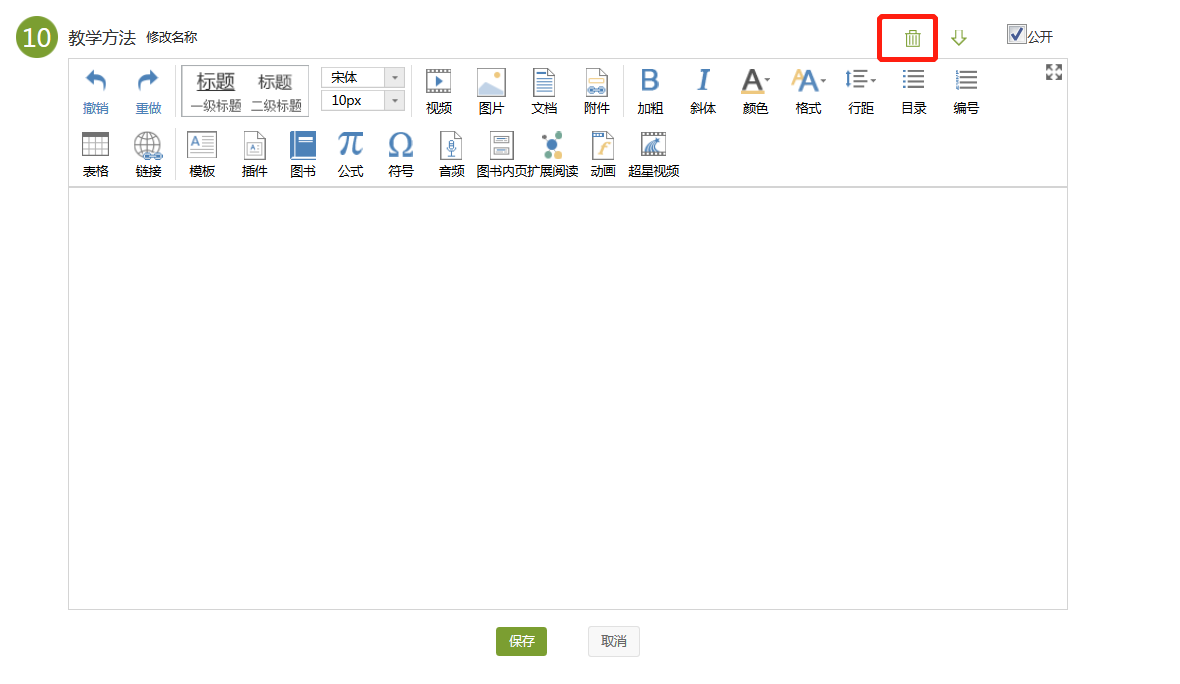 10 教学方法 修改名称 公开
标题 标题 宋体
撤销 重做 一级标题 二级标题 10px 视频 图片 文档 附件 加粗 斜体 颜色 格式 行距 目录 编号
表格 链接 模板 插件 图书 公式 符号 音频 图书内页 扩展阅读 动画 超星视频
保存 取消